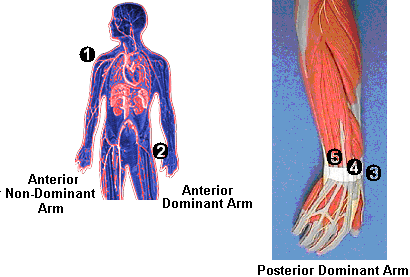 1
2
Anterior
r Non-Dominant
Arm
Anterior
Dominant Arm
5
4
3
Posterior Dominant Arm